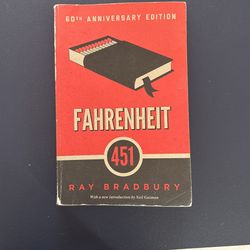 60TH ANNIVERSARY EDITION
FAHRENHEIT
451
RAY BRADBURY
With a new introduction by Neil Gaiman